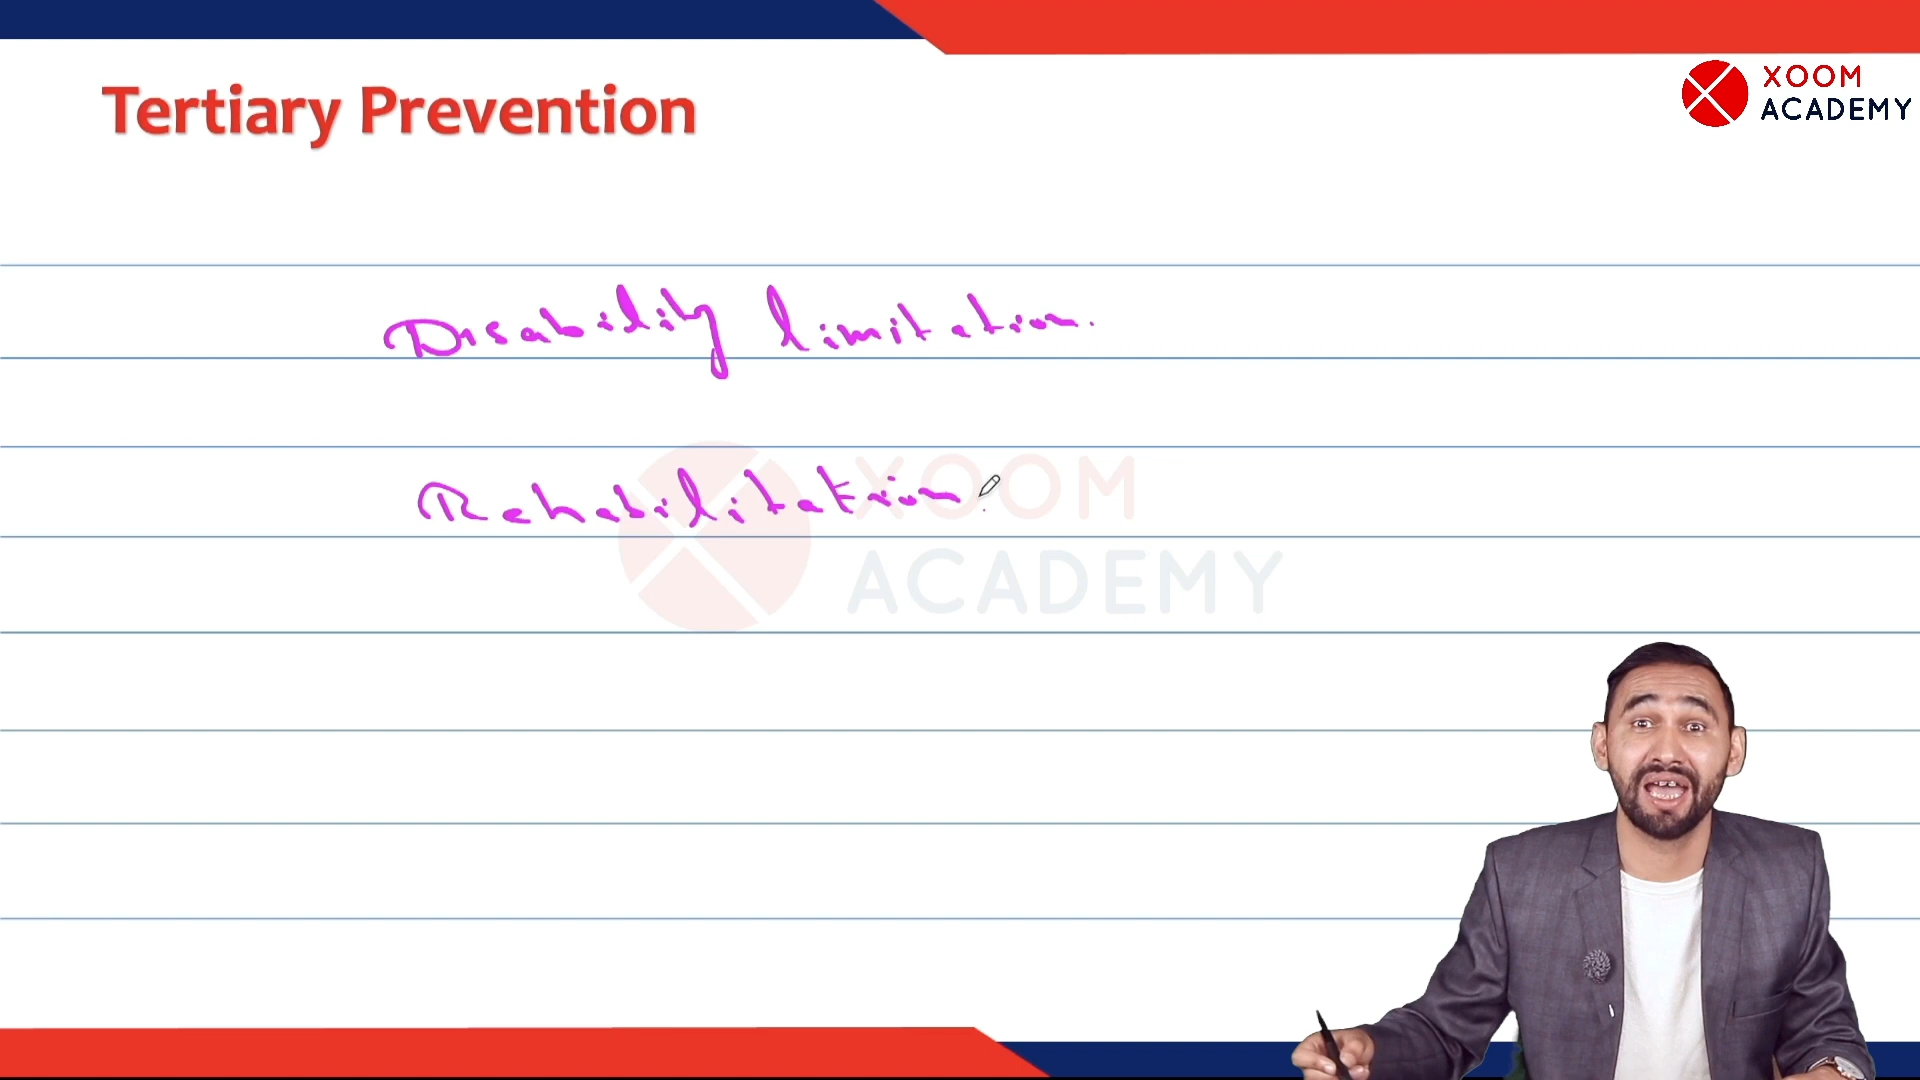 Tertiary Prevention
XOOM
ACADEMY
Disability limitation.
Rehabilitation.
XOOM
ACADEMY